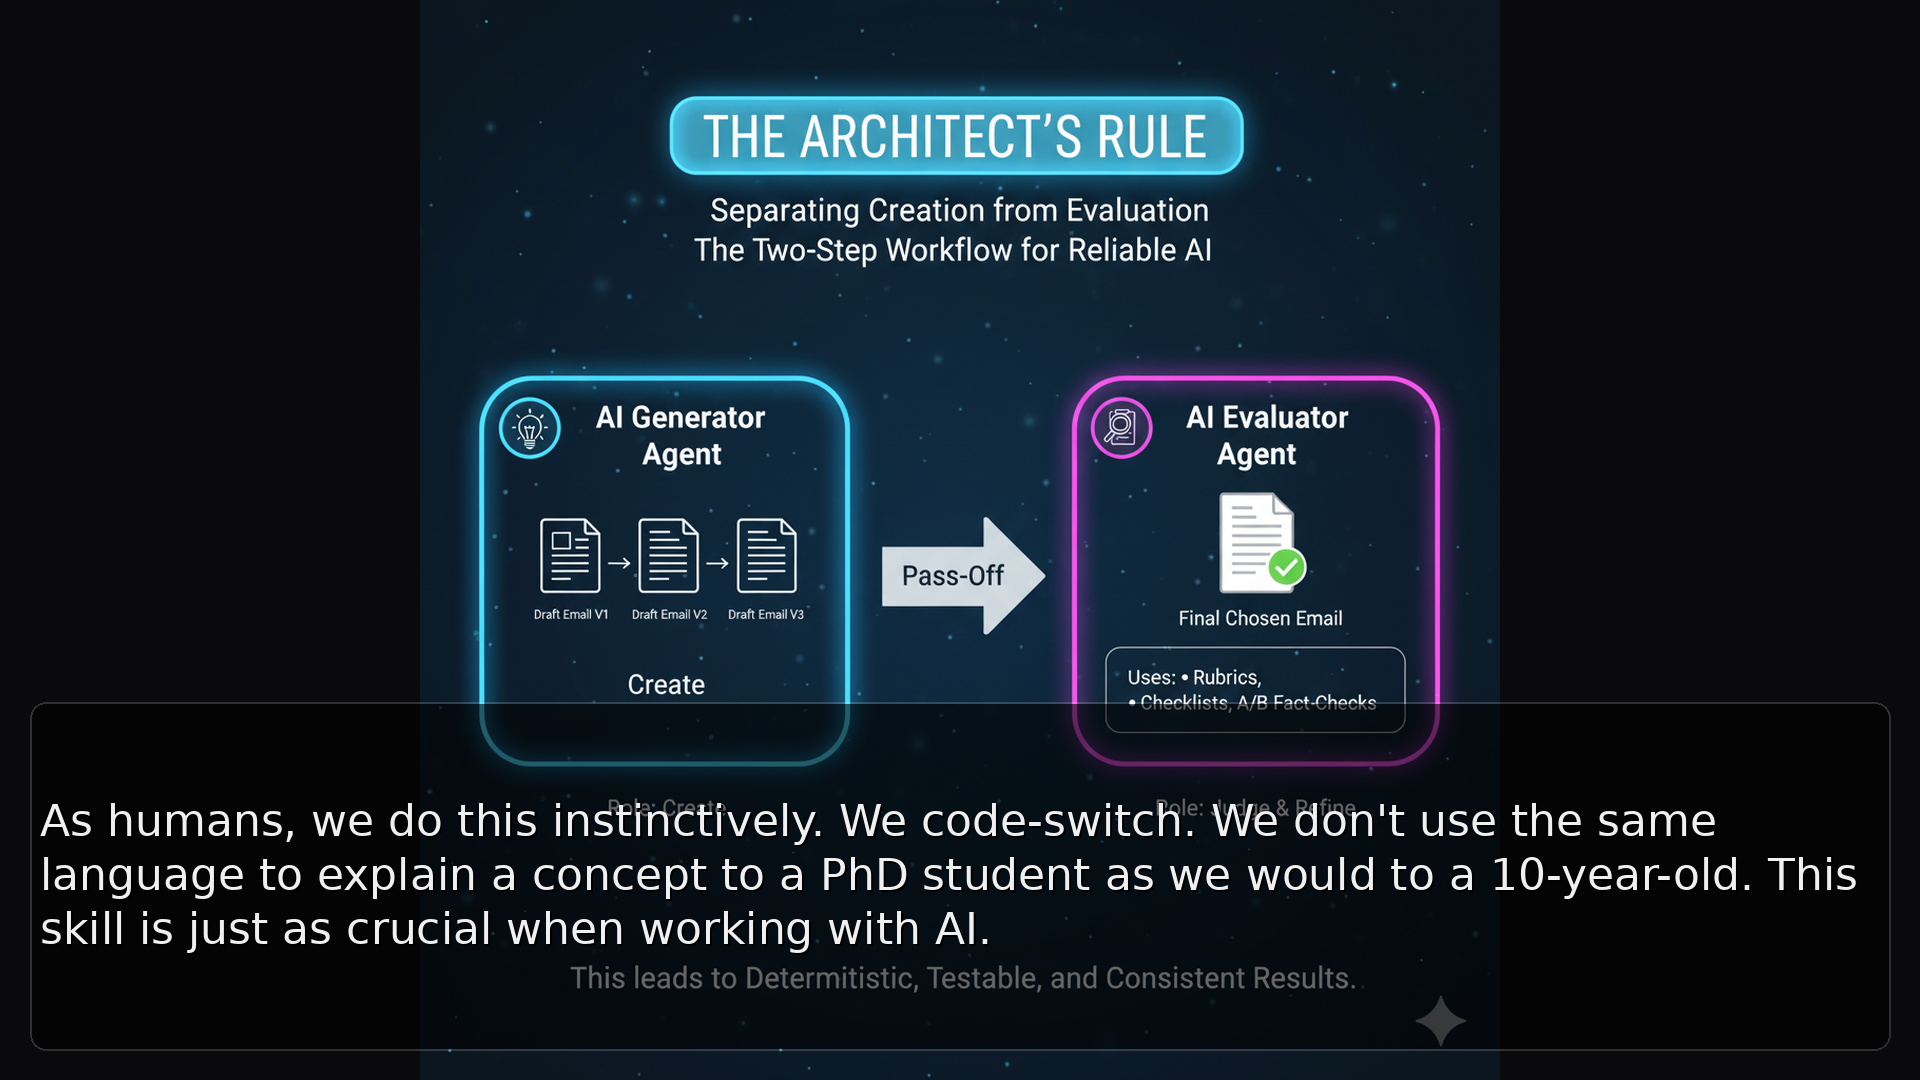 THE ARCHITECT’S RULE
Separating Creation from Evaluation
The Two-Step Workflow for Reliable AI
AI Generator
Agent
Draft Email V1
Draft Email V2
Draft Email V3
Create
Pass-Off
AI Evaluator
Agent
Final Chosen Email
Uses: • Rubrics,
• Checklists, A/B Fact-Checks
Role: Create
Role: Judge & Refine
As humans, we do this instinctively. We code-switch. We don't use the same
language to explain a concept to a PhD student as we would to a 10-year-old. This
skill is just as crucial when working with AI.
This leads to Determitistic, Testable, and Consistent Results.